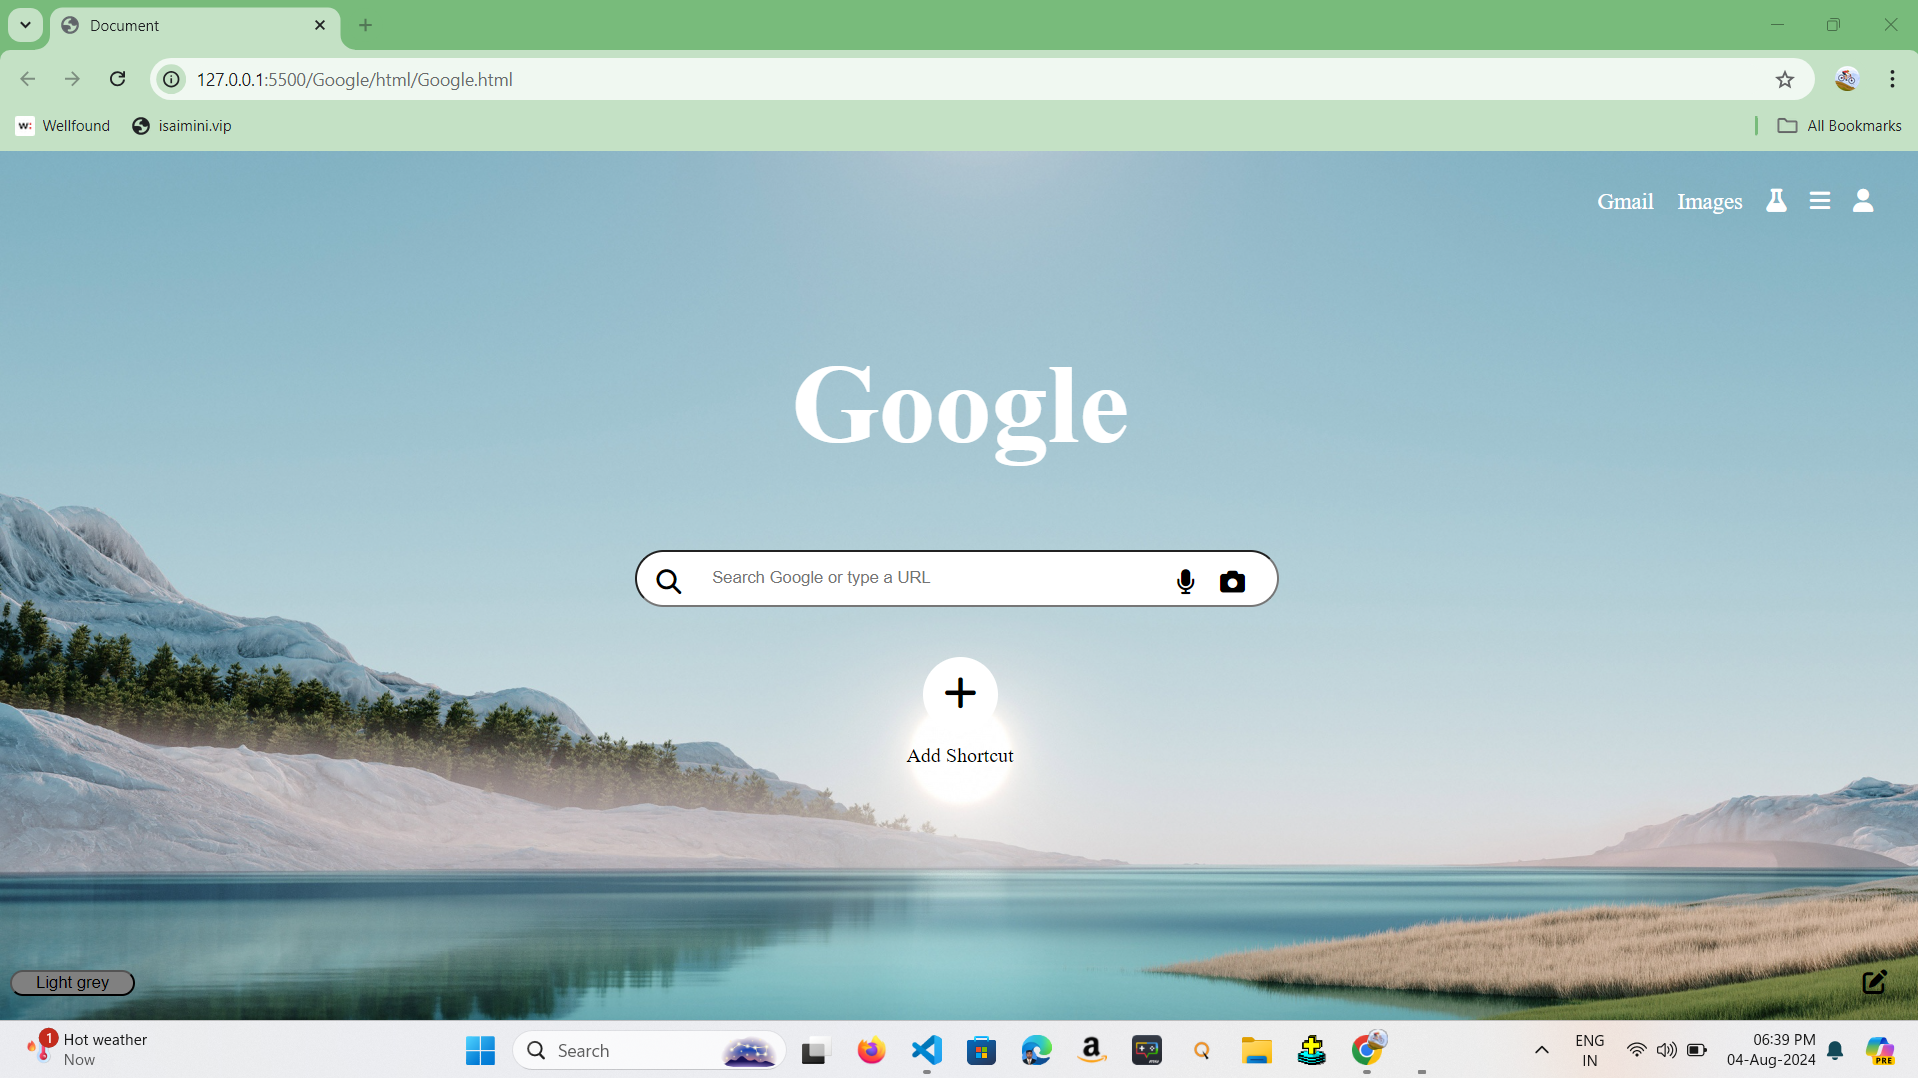 Document
127.0.0.1:5500/Google/html/Google.html
w: Wellfound isaimini.vip All Bookmarks
Gmail Images
Google
Search Google or type a URL
Add Shortcut
Light grey
1 Hot weather
Now
Search
a
PRE
ENG
IN
06:39 PM
04-Aug-2024